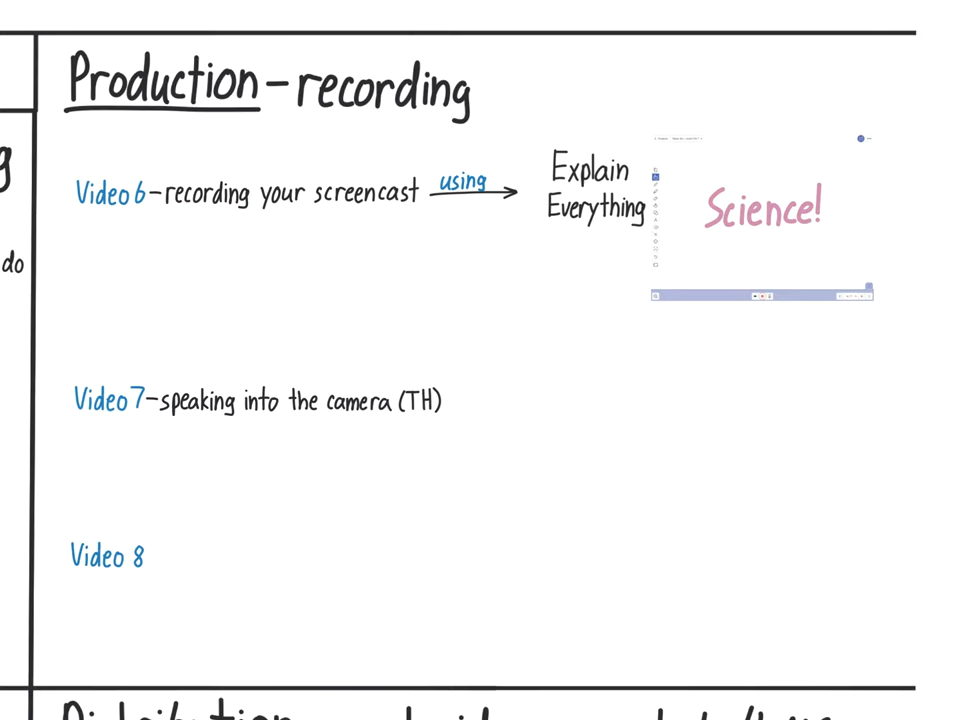 Production - recording
g
Video 6 - recording your screencast using
Explain
Everything
Science!
do
Video 7 - speaking into the camera (TH)
Video 8
Distribution